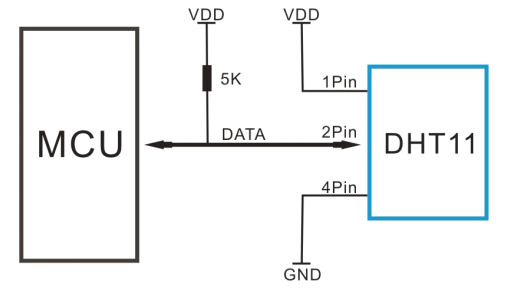 VDD
VDD
5K
1Pin
MCU
DATA
2Pin
DHT11
4Pin
GND